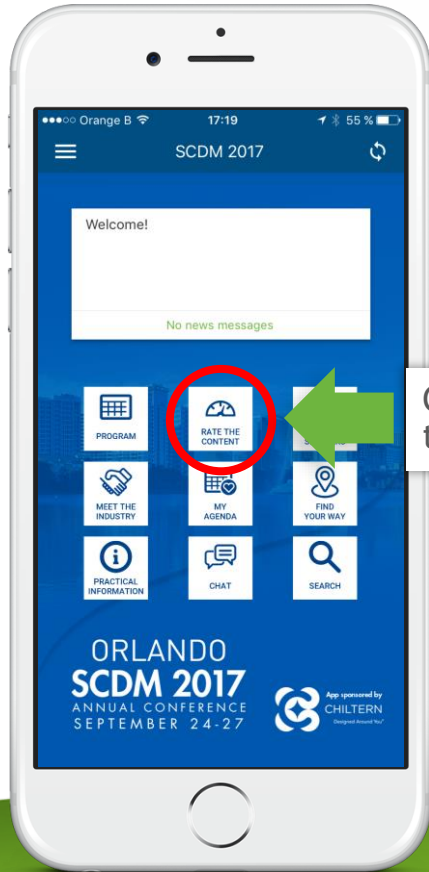 Orange B 17:19 55 %
SCDM 2017
Welcome!
No news messages
PROGRAM
RATE THE
CONTENT
MEET THE
INDUSTRY
MY
AGENDA
FIND
YOUR WAY
PRACTICAL
INFORMATION
CHAT
SEARCH
ORLANDO
SCDM 2017
ANNUAL CONFERENCE
SEPTEMBER 24-27
App sponsored by
CHILTERN
Designed Around You®